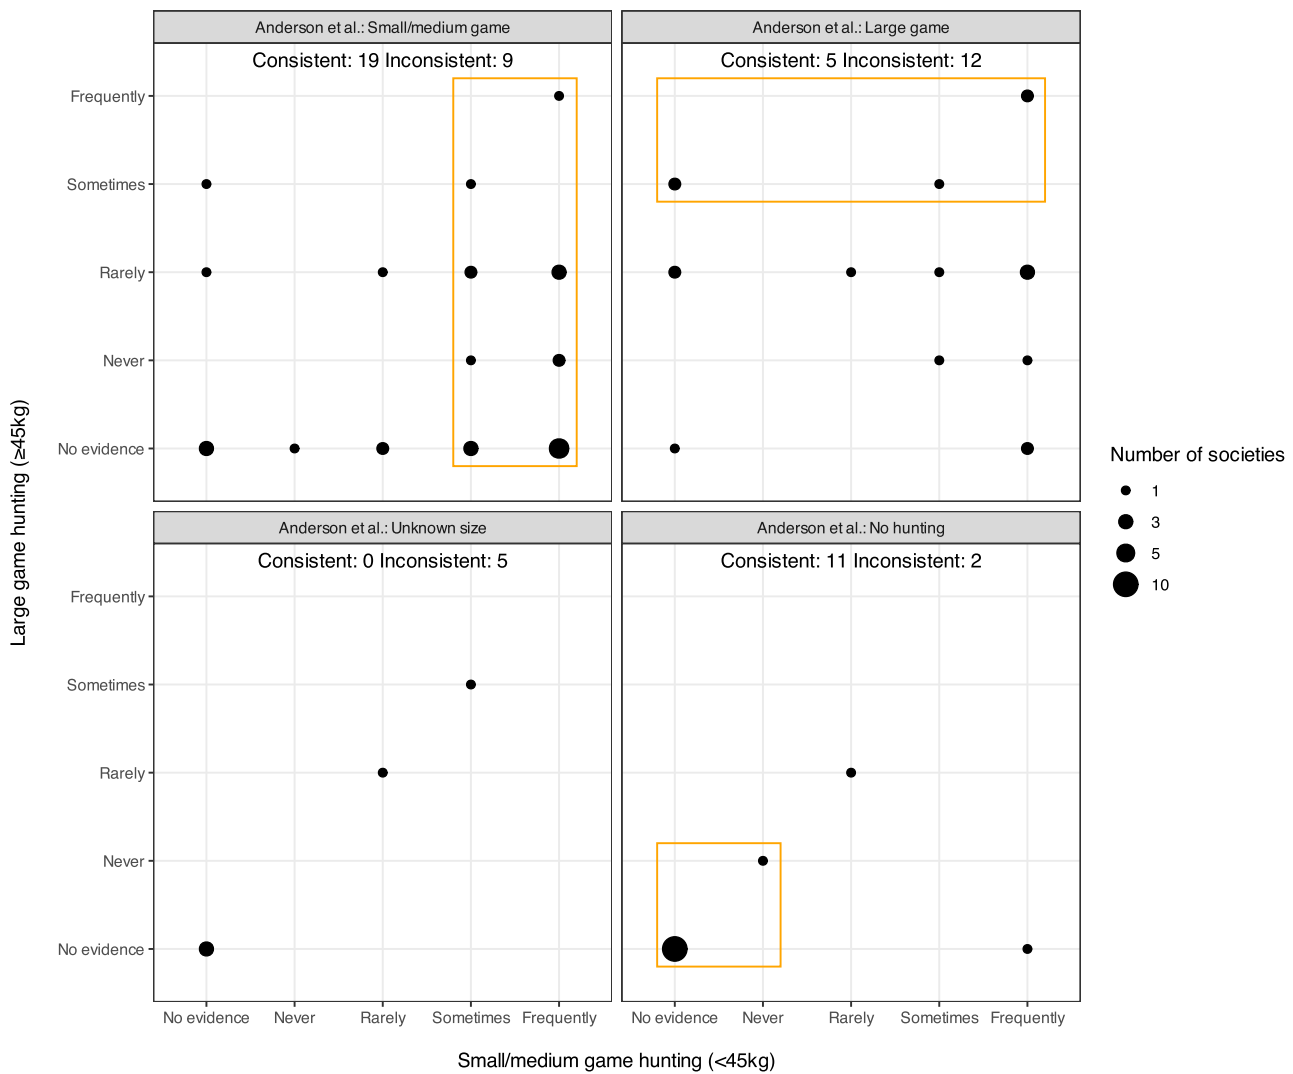 Anderson et al.: Small/medium game
Anderson et al.: Large game
Consistent: 19 Inconsistent: 9
Consistent: 5 Inconsistent: 12
Frequently
Sometimes
Rarely
Never
No evidence
Anderson et al.: Unknown size
Anderson et al.: No hunting
Consistent: 0 Inconsistent: 5
Consistent: 11 Inconsistent: 2
Frequently
Sometimes
Rarely
Never
No evidence
No evidence Never Rarely Sometimes Frequently
No evidence Never Rarely Sometimes Frequently
Small/medium game hunting (<45kg)
Large game hunting (≥45kg)
Number of societies
1
3
5
10